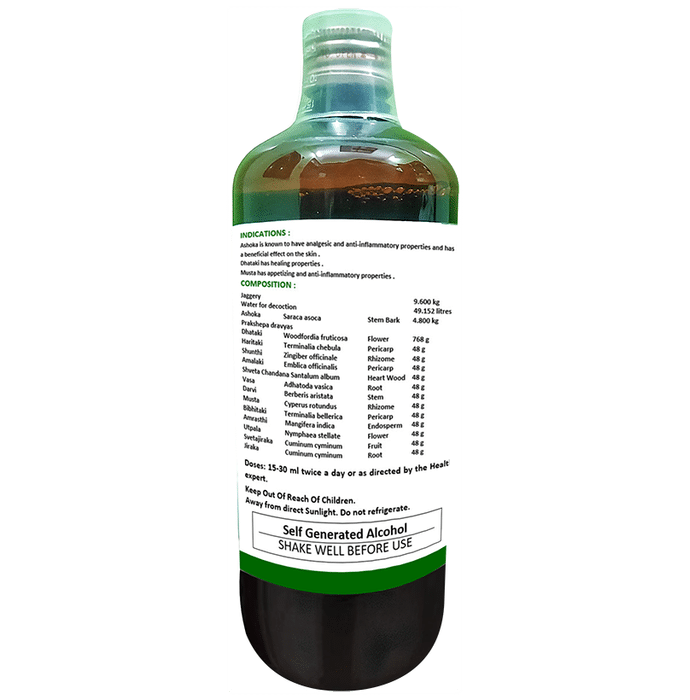 INDICATIONS :
Ashoka is known to have analgesic and anti-inflammatory properties and has
a beneficial effect on the skin .
Dhataki has healing properties .
Musta has appetizing and anti-inflammatory properties .
COMPOSITION :
Jaggery 9.600 kg
Water for decoction 49.152 litres
Ashoka Saraca asoca Stem Bark 4.800 kg
Prakshepa dravyas
Dhataki Woodfordia fruticosa Flower 768 g
Haritaki Terminalia chebula Pericarp 48 g
Shunthi Zingiber officinale Rhizome 48 g
Amalaki Emblica officinalis Pericarp 48 g
Shveta Chandana Santalum album Heart Wood 48 g
Vasa Adhatoda vasica Root 48 g
Darvi Berberis aristata Stem 48 g
Musta Cyperus rotundus Rhizome 48 g
Bibhitaki Terminalia bellerica Pericarp 48 g
Amrasthi Mangifera indica Endosperm 48 g
Utpala Nymphaea stellate Flower 48 g
Svetajiraka Cuminum cyminum Fruit 48 g
Jiraka Cuminum cyminum Root 48 g
Doses: 15-30 ml twice a day or as directed by the Healt
expert.
Keep Out Of Reach Of Children.
Away from direct Sunlight. Do not refrigerate.
Self Generated Alcohol
SHAKE WELL BEFORE USE